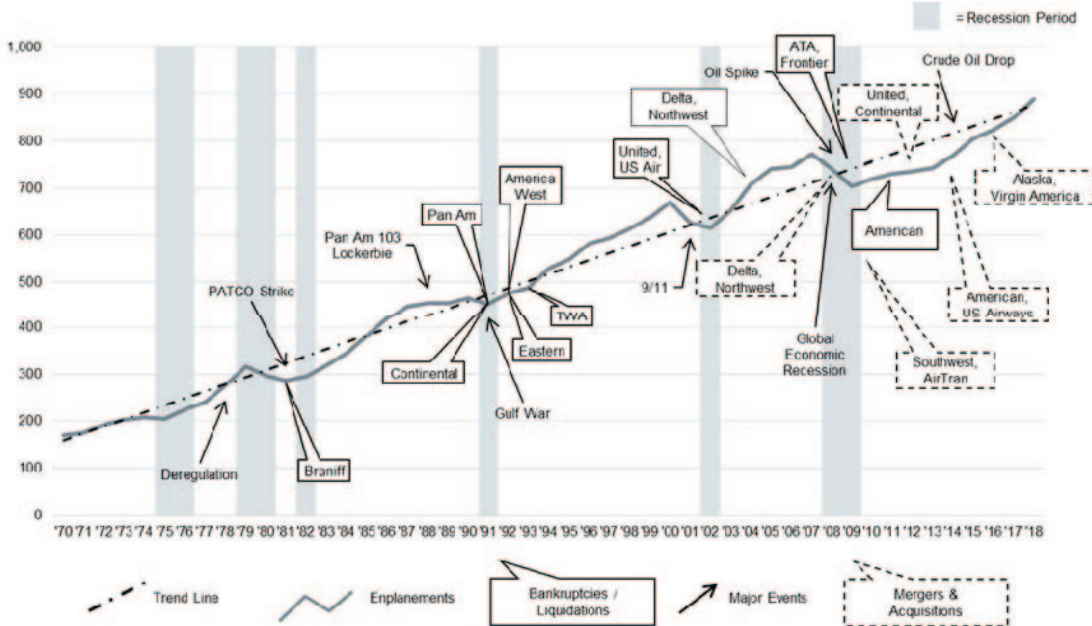 = Recession Period
1,000
900
800
700
600
500
400
300
200
100
0
PATCO Strike
Deregulation
Braniff
Pan Am 103
Lockerbie
Pan Am
Continental
America
West
Gulf War
Eastern
TWA
United,
US Air
Delta,
Northwest
9/11
Oil Spike
ATA,
Frontier
Delta,
Northwest
Global
Economic
Recession
United,
Continental
Crude Oil Drop
American
Southwest,
AirTran
American,
US Airways
Alaska,
Virgin America
'70 '71 '72 '73 '74 '75 '76 '77 '78 '79 '80 '81 '82 '83 '84 '85 '86 '87 '88 '89 '90 '91 '92 '93 '94 '95 '96 '97 '98 '99 '00 '01 '02 '03 '04 '05 '06 '07 '08 '09 '10 '11 '12 '13 '14 '15 '16 '17 '18
Trend Line
Enplanements
Bankruptcies /
Liquidations
Major Events
Mergers &
Acquisitions